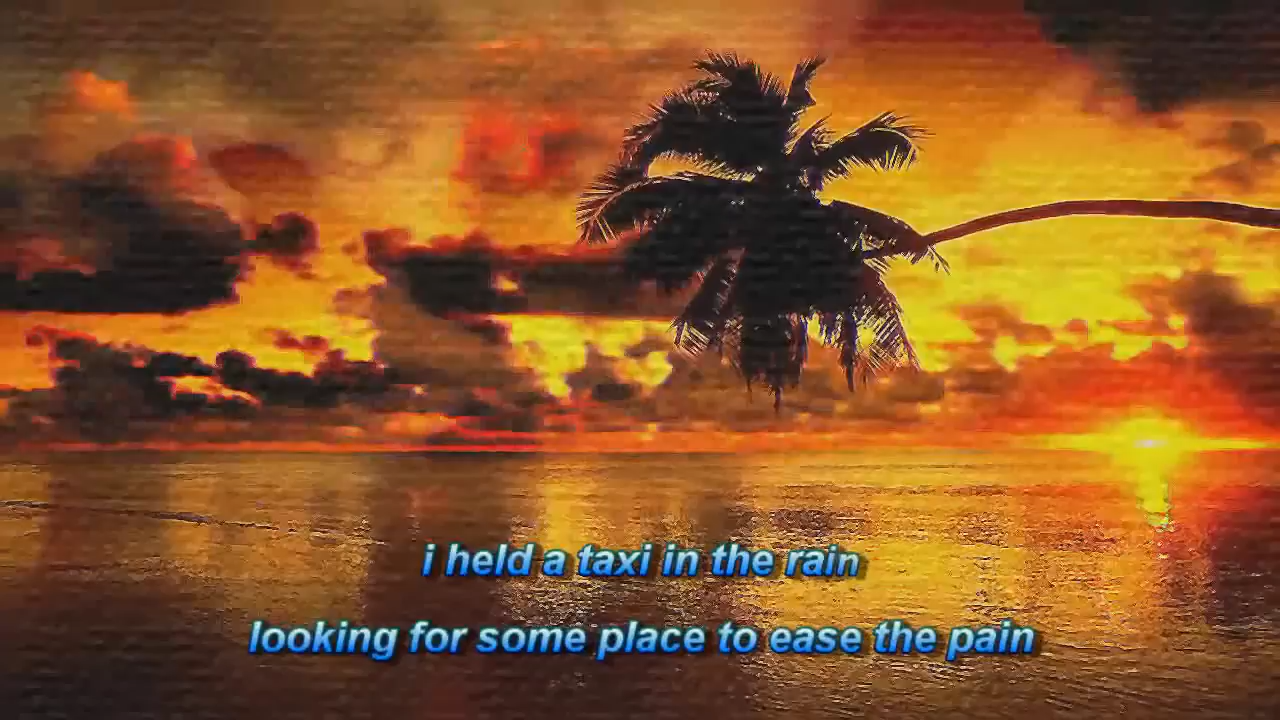 i held a taxi in the rain
looking for some place to ease the pain